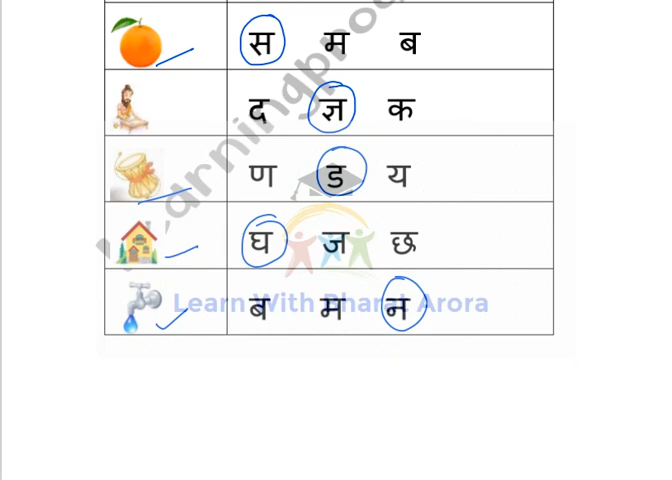 स म ब
द ज्ञ क
ण ड य
घ ज छ
ब म न
Learn With Bharat Arora